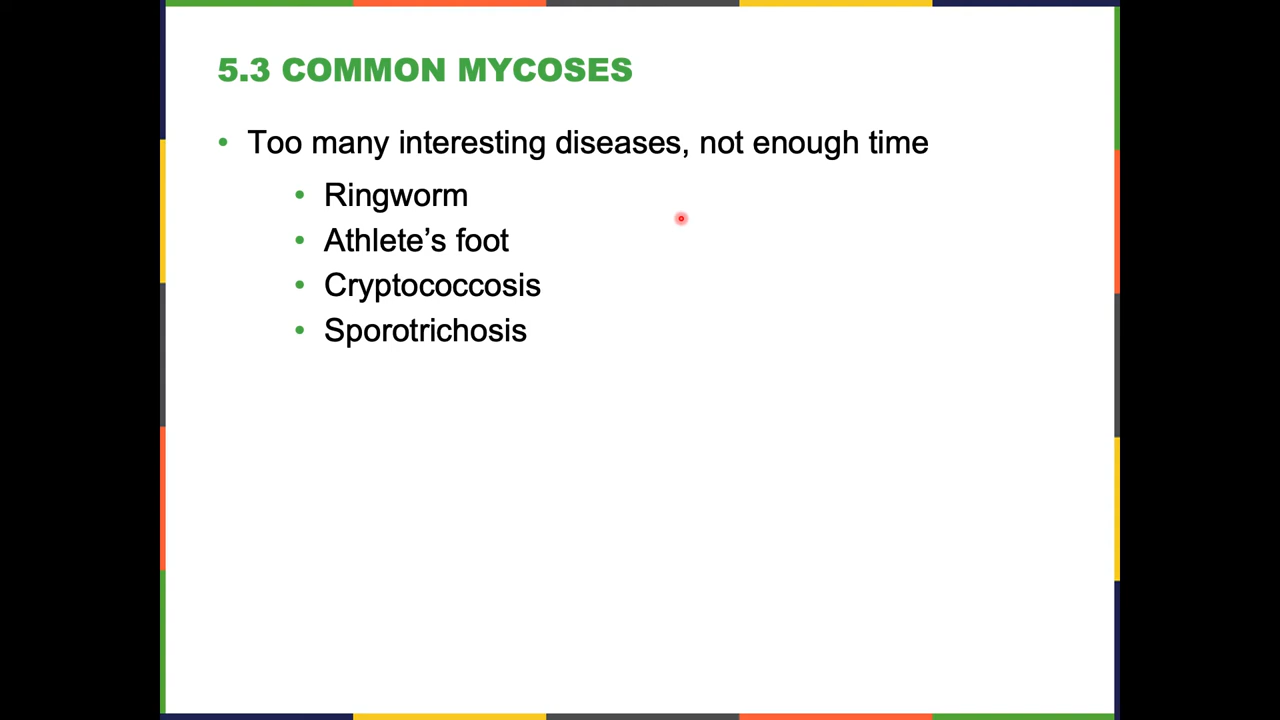 5.3 COMMON MYCOSES
• Too many interesting diseases, not enough time
• Ringworm
• Athlete’s foot
• Cryptococcosis
• Sporotrichosis